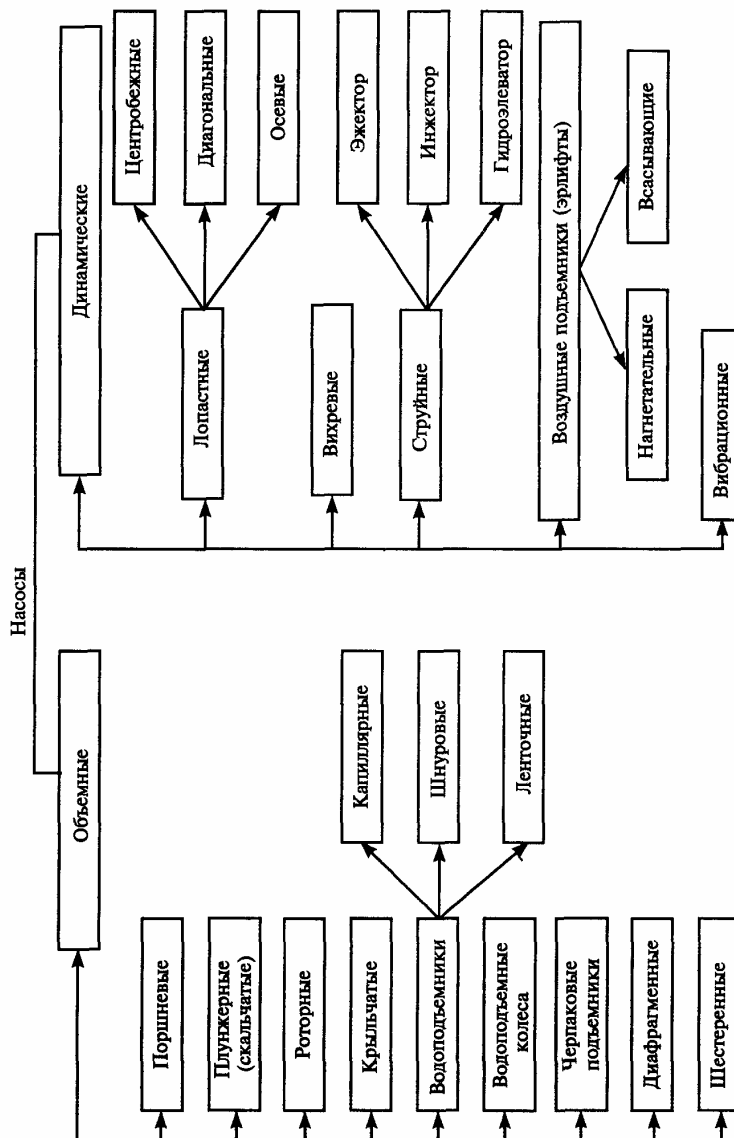 Насосы
Объемные
Поршневые
Плунжерные
(скальчатые)
Роторные
Крыльчатые
Водоподъемники
Капиллярные
Шнуровые
Ленточные
Водоподъемные
колеса
Черпаковые
подъемники
Диафрагменные
Шестеренные
Динамические
Лопастные
Центробежные
Диагональные
Осевые
Вихревые
Струйные
Эжектор
Инжектор
Гидроэлеватор
Воздушные подъемники (эрлифты)
Нагнетательные
Всасывающие
Вибрационные